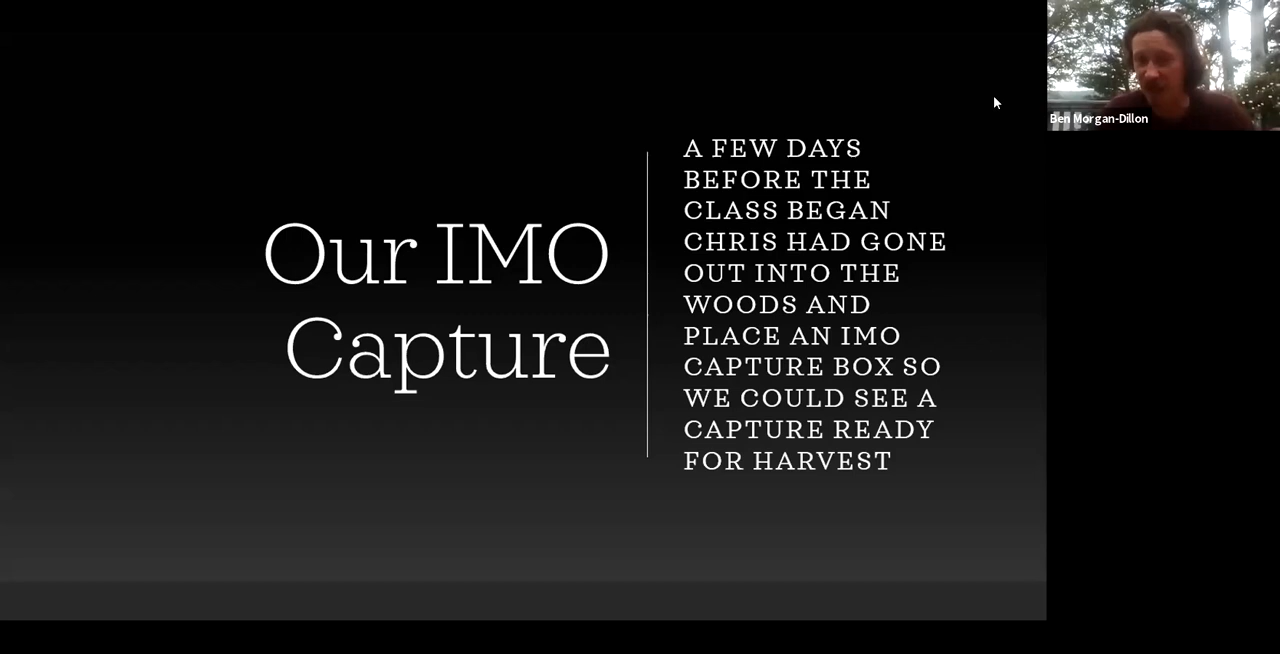 Our IMO
Capture
A FEW DAYS
BEFORE THE
CLASS BEGAN
CHRIS HAD GONE
OUT INTO THE
WOODS AND
PLACE AN IMO
CAPTURE BOX SO
WE COULD SEE A
CAPTURE READY
FOR HARVEST
Ben Morgan-Dillon